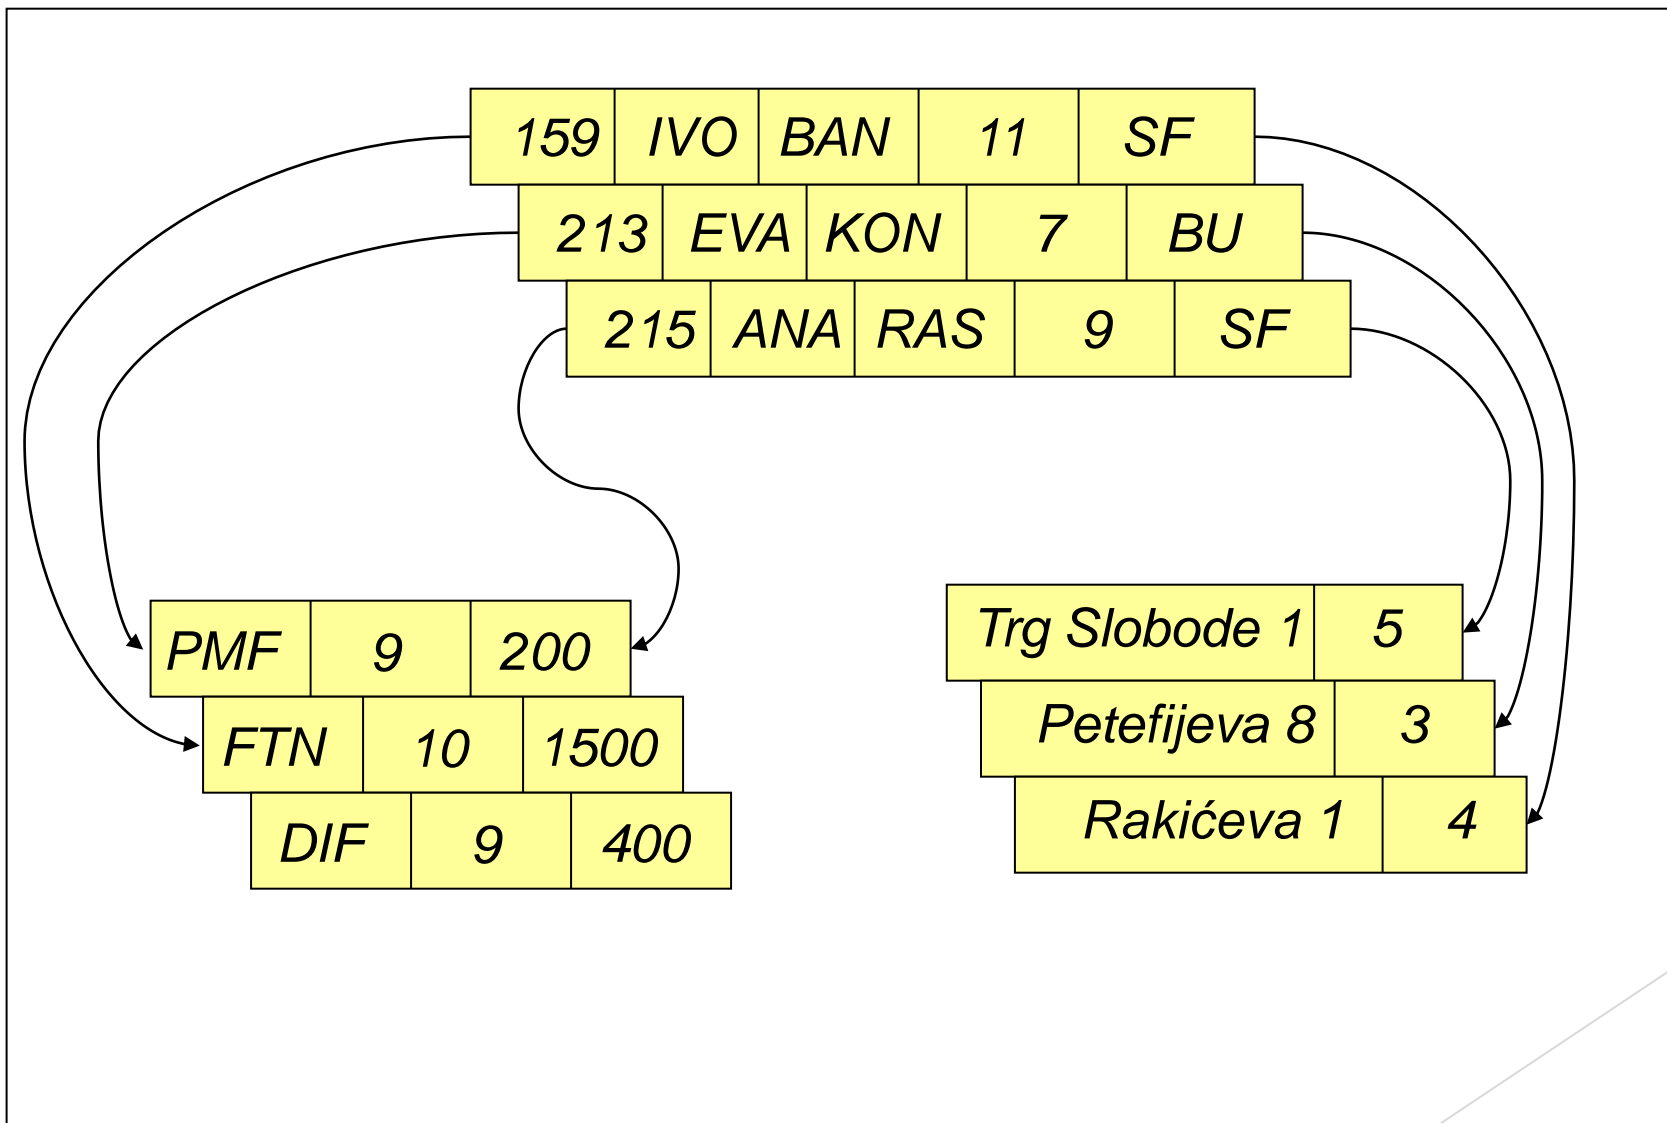 159 IVO BAN 11 SF
213 EVA KON 7 BU
215 ANA RAS 9 SF
PMF 9 200
FTN 10 1500
DIF 9 400
Trg Slobode 1 5
Petefijeva 8 3
Rakićeva 1 4